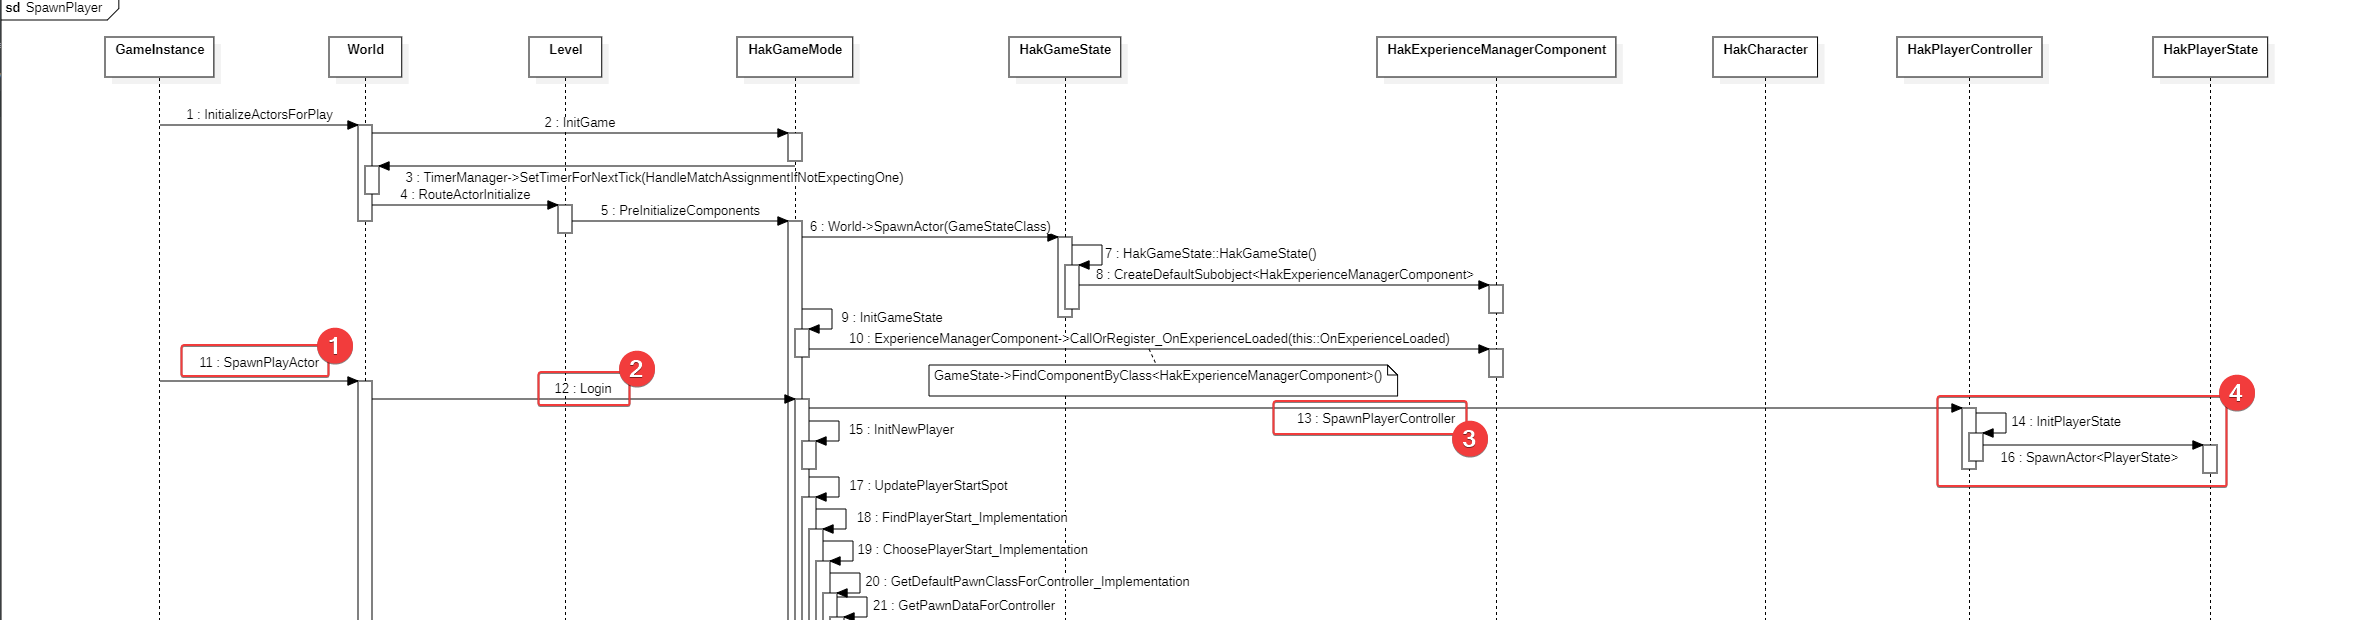 sd SpawnPlayer
GameInstance
World
Level
HakGameMode
HakGameState
HakExperienceManagerComponent
HakCharacter
HakPlayerController
HakPlayerState
1 : InitializeActorsForPlay
2 : InitGame
3 : TimerManager->SetTimerForNextTick(HandleMatchAssignmentIfNotExpectingOne)
4 : RouteActorInitialize
5 : PreInitializeComponents
6 : World->SpawnActor(GameStateClass)
7 : HakGameState::HakGameState()
8 : CreateDefaultSubobject<HakExperienceManagerComponent>
9 : InitGameState
10 : ExperienceManagerComponent->CallOrRegister_OnExperienceLoaded(this::OnExperienceLoaded)
1
11 : SpawnPlayActor
2
12 : Login
GameState->FindComponentByClass<HakExperienceManagerComponent>()
4
13 : SpawnPlayerController
3
14 : InitPlayerState
15 : InitNewPlayer
16 : SpawnActor<PlayerState>
17 : UpdatePlayerStartSpot
18 : FindPlayerStart_Implementation
19 : ChoosePlayerStart_Implementation
20 : GetDefaultPawnClassForController_Implementation
21 : GetPawnDataForController